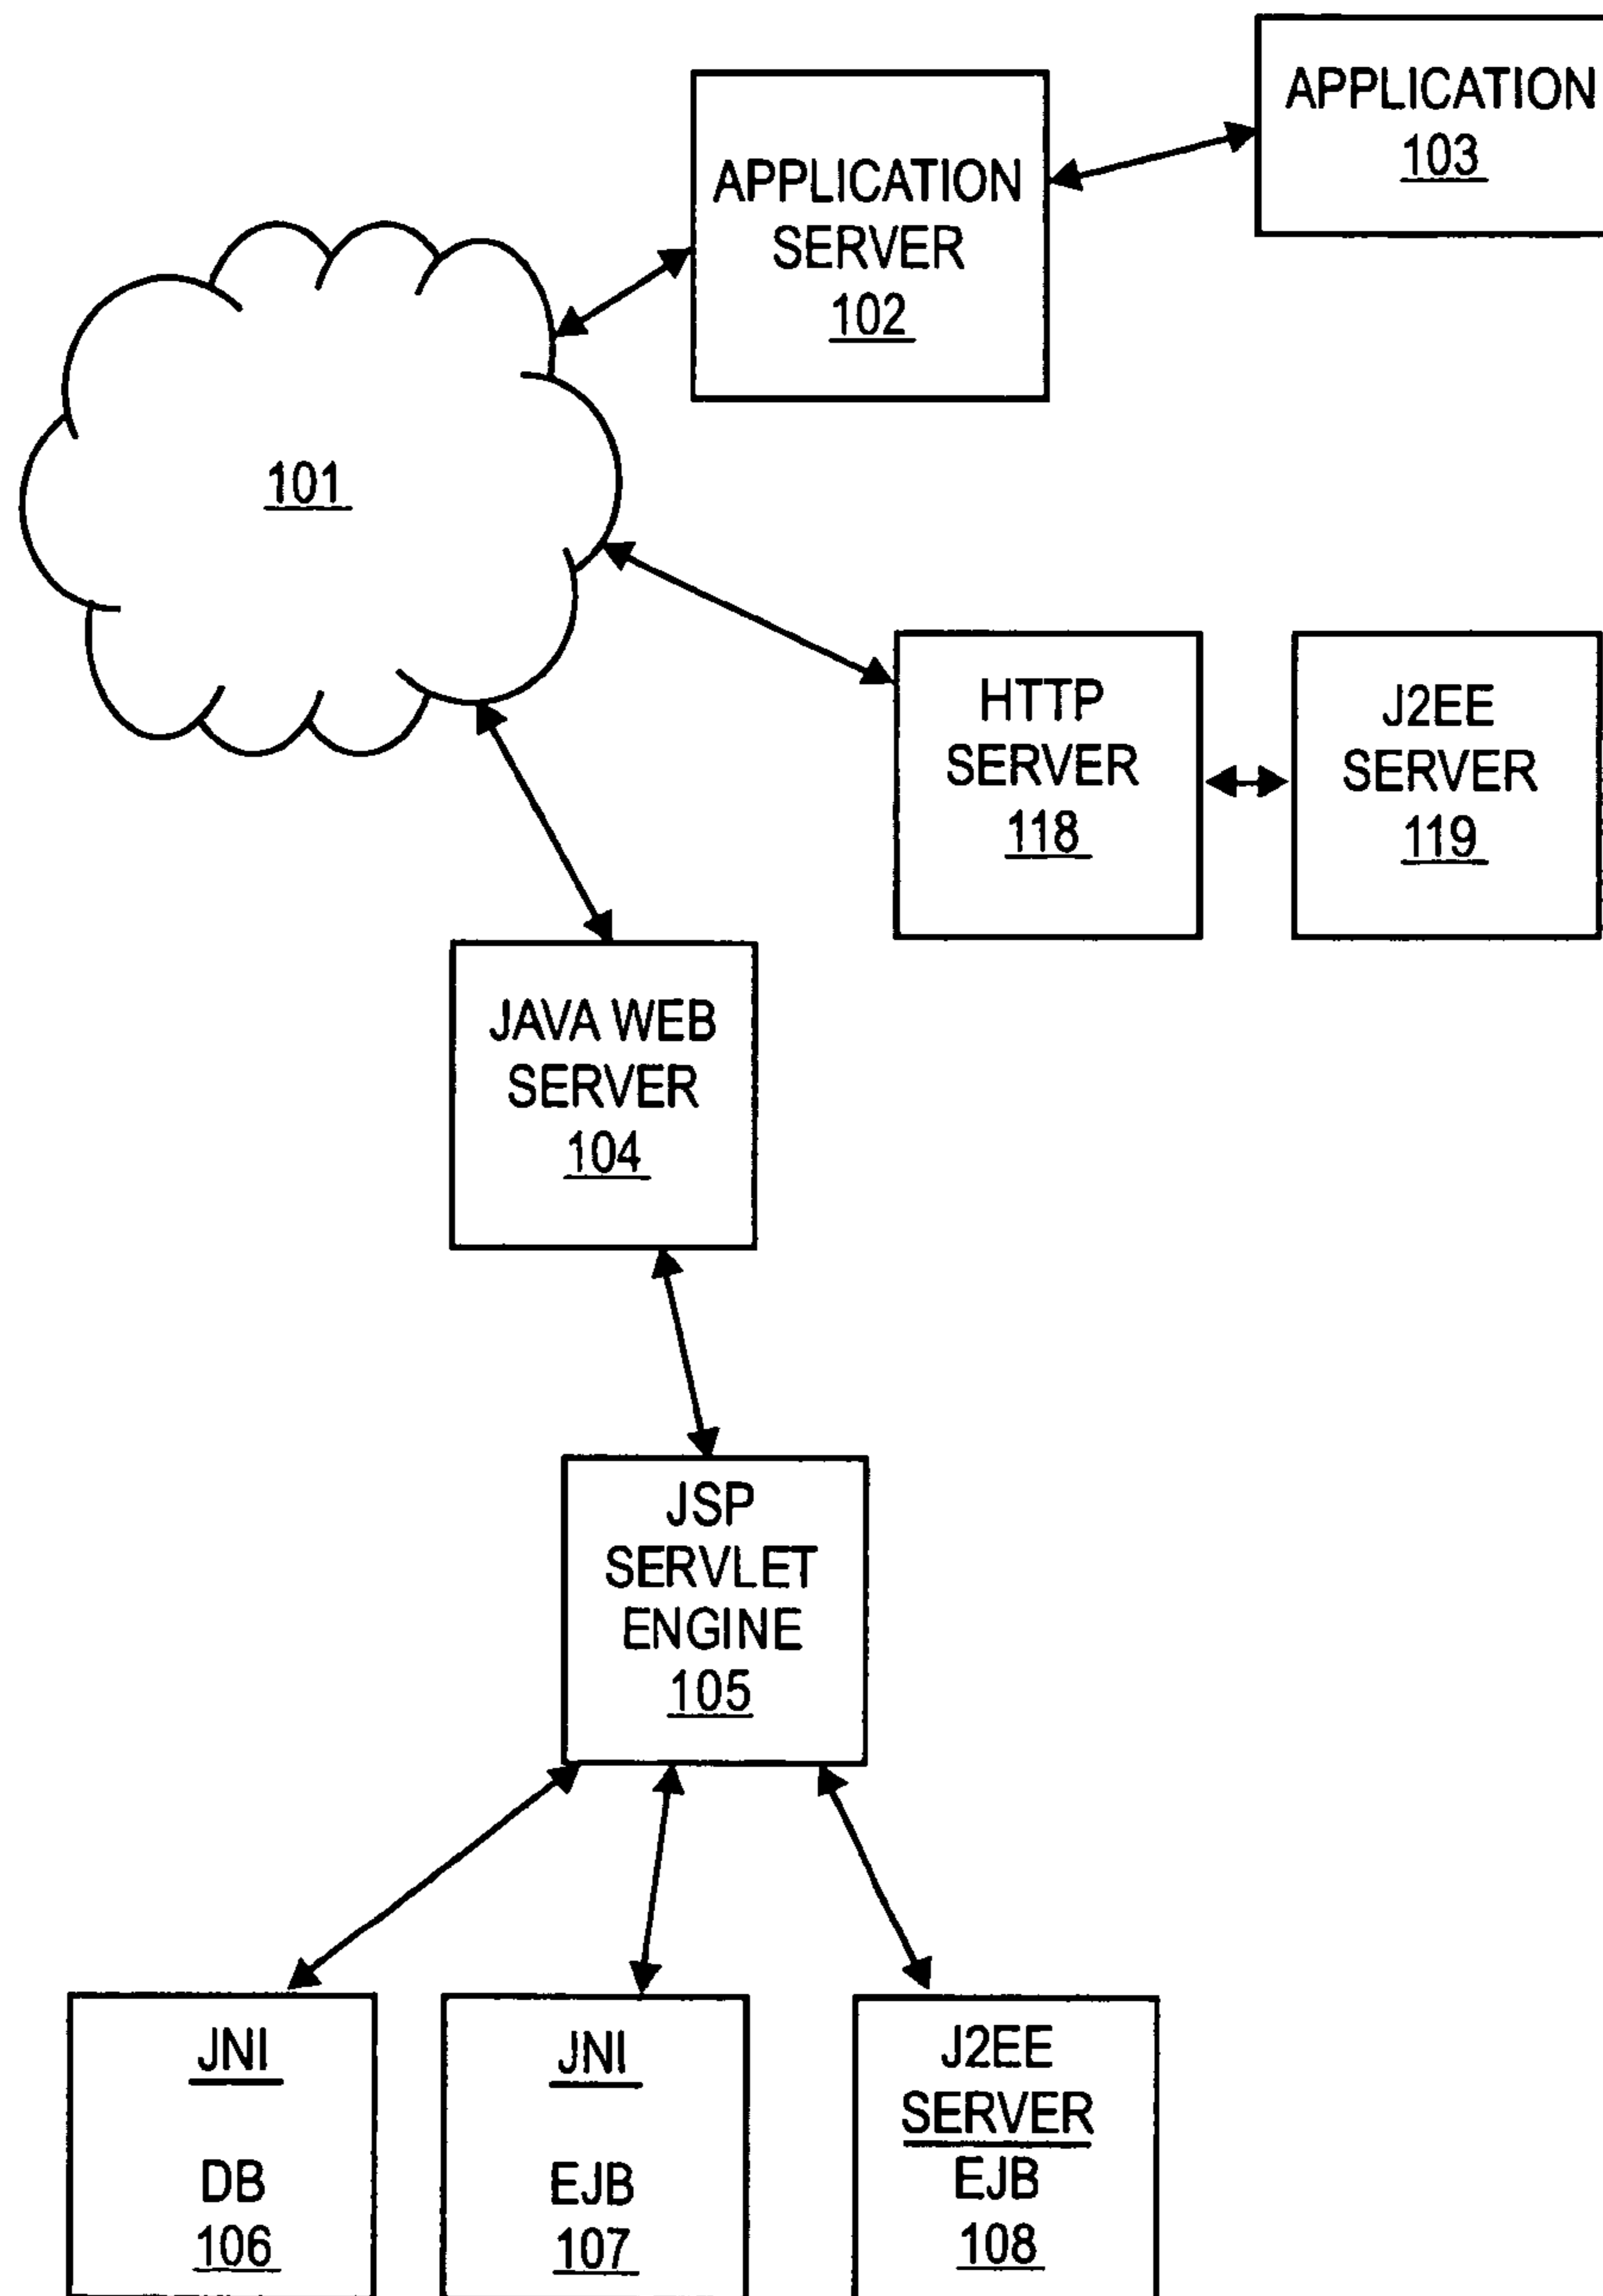 APPLICATION
103
APPLICATION
SERVER
102
101
HTTP
SERVER
118
J2EE
SERVER
119
JAVA WEB
SERVER
104
JSP
SERVLET
ENGINE
105
JNI
DB
106
JNI
EJB
107
J2EE
SERVER
EJB
108